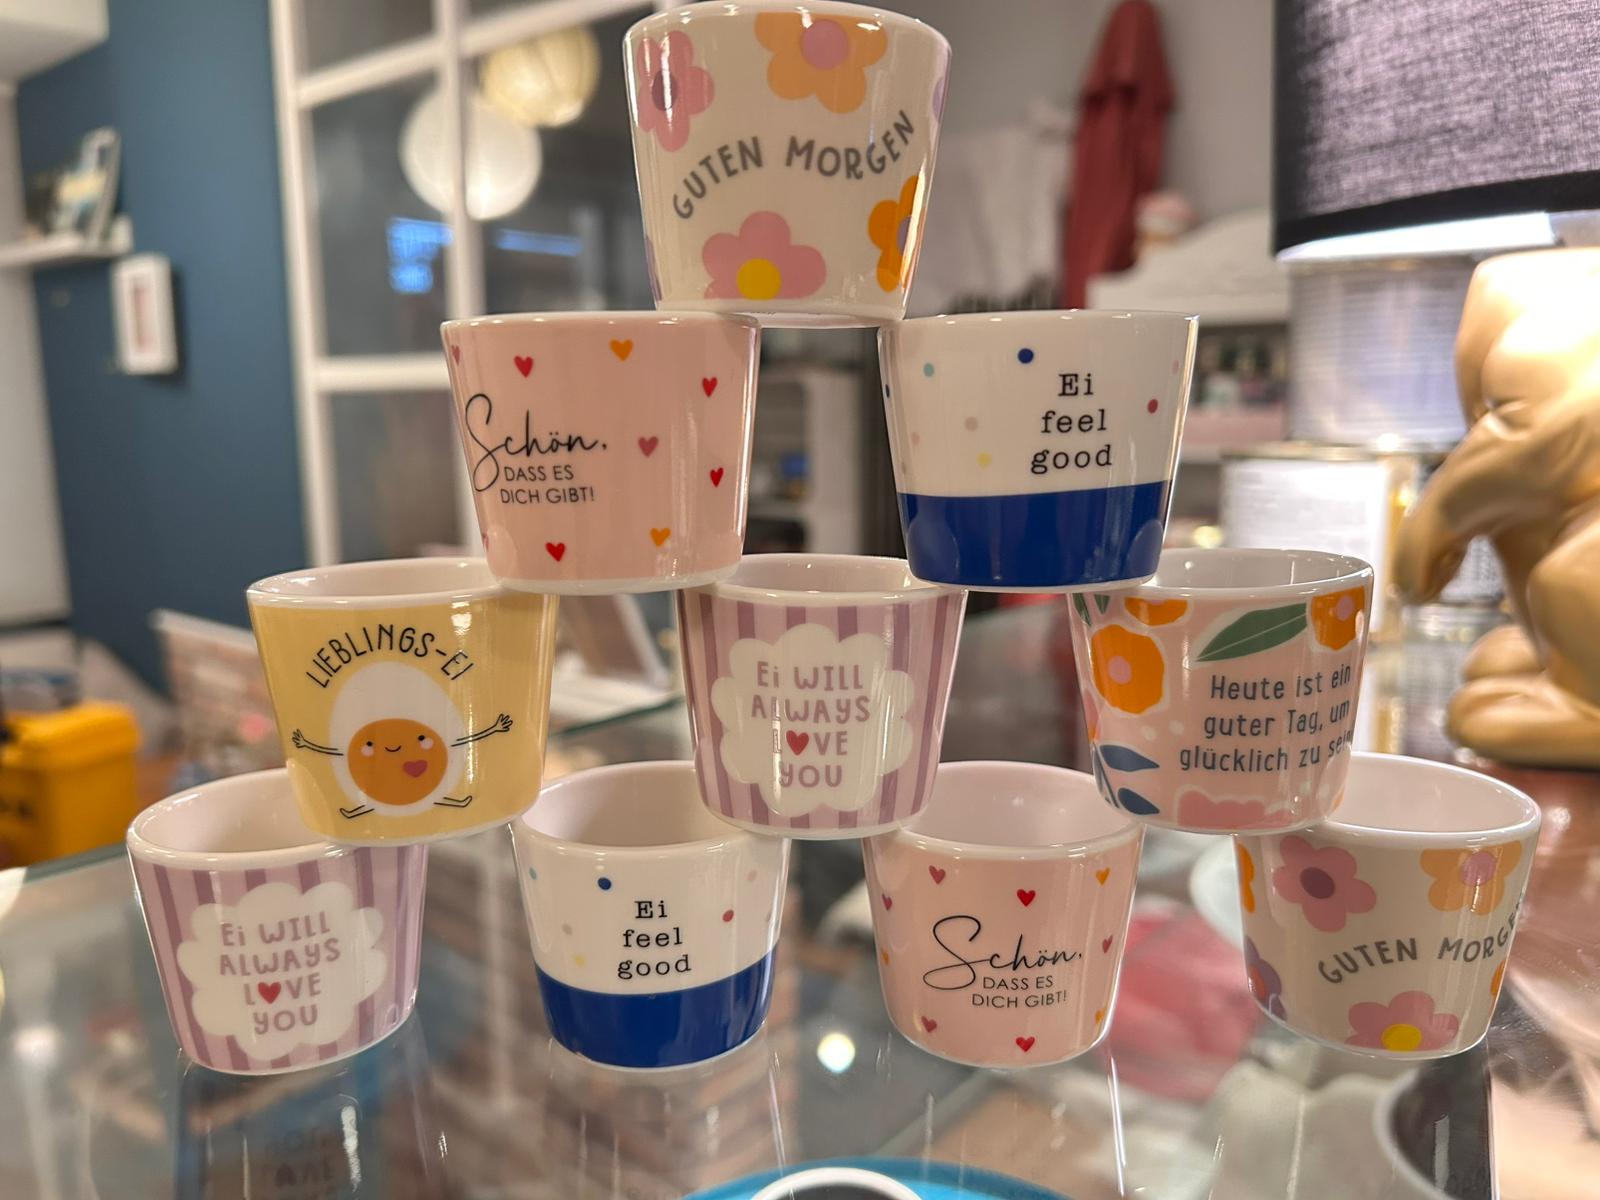 GUTEN MORGEN
Schön,
DASS ES
DICH GIBT!
Ei
feel
good
LIEBLINGS-EI
Ei WILL
ALWAYS
LOVE
YOU
Heute ist ein
guter Tag, um
glücklich zu sein
Ei WILL
ALWAYS
LOVE
YOU
Ei
feel
good
Schön,
DASS ES
DICH GIBT!
GUTEN MORGE